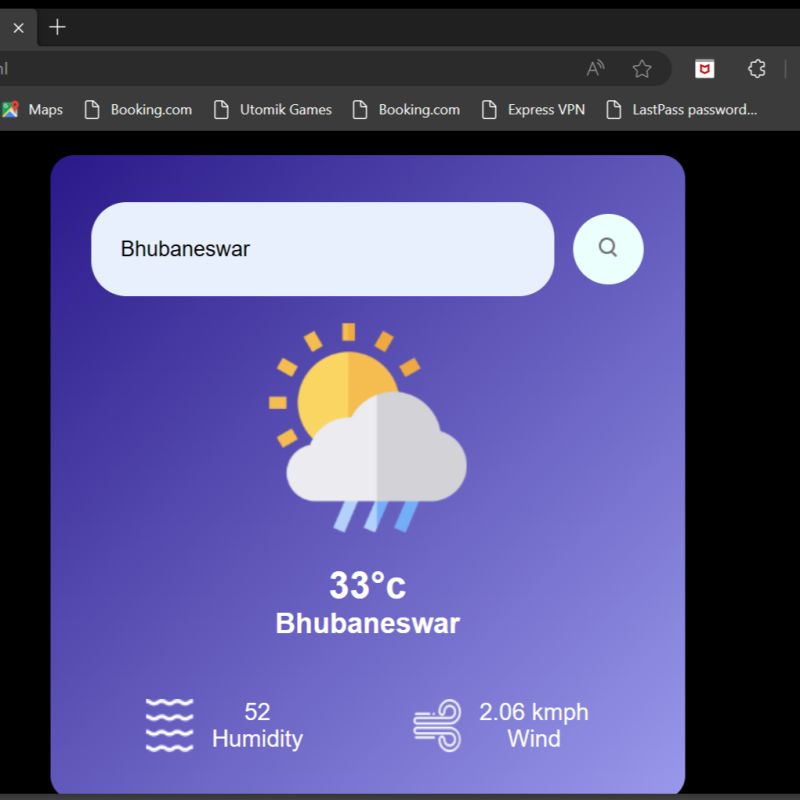 Maps
Booking.com
Utomik Games
Booking.com
Express VPN
LastPass password...
Bhubaneswar
33°c
Bhubaneswar
52
Humidity
2.06 kmph
Wind